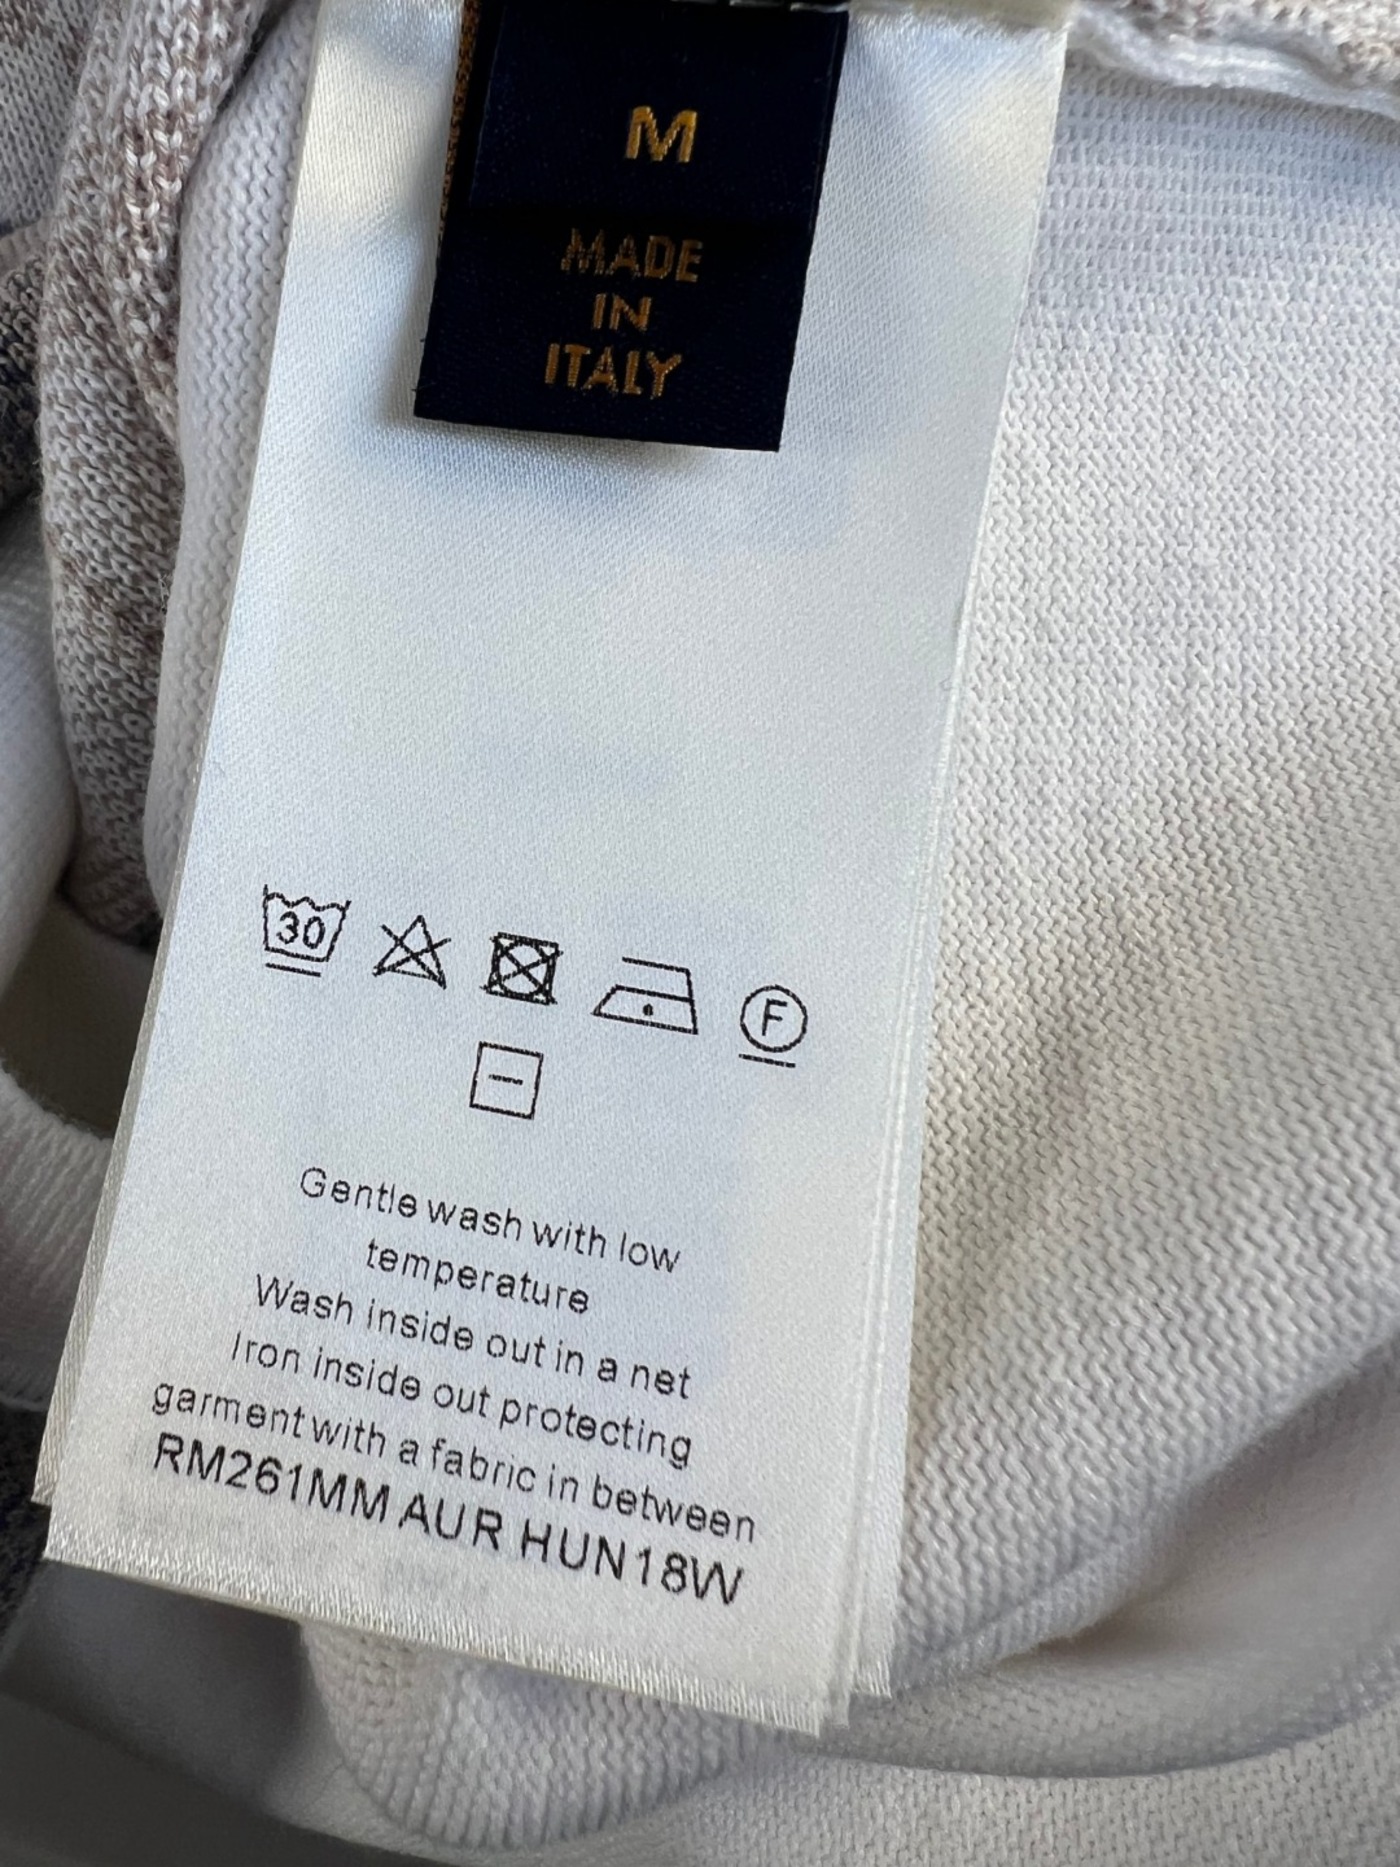 M
MADE
IN
ITALY
30
F
Gentle wash with low
temperature
Wash inside out in a net
Iron inside out protecting
garment with a fabric in between
RM261MM AUR HUN18W